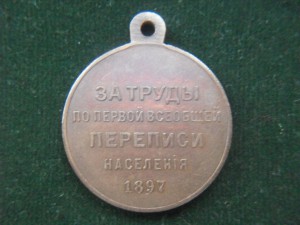 ЗА ТРУДЫ
ПО ПЕРВОЙ ВСЕОБЩЕЙ
ПЕРЕПИСИ
НАСЕЛЕНІЯ
1897